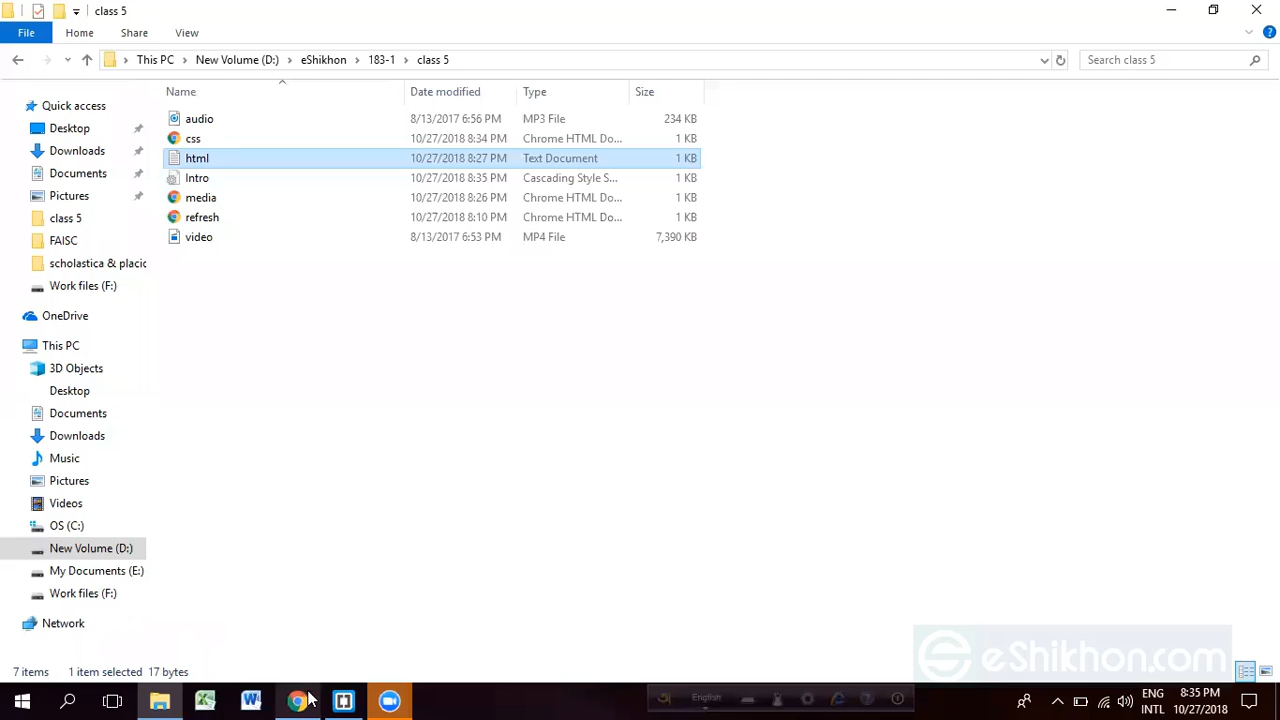 class 5
File Home Share View
This PC New Volume (D:) eShikhon 183-1 class 5
Search class 5
Name Date modified Type Size
audio 8/13/2017 6:56 PM MP3 File 234 KB
css 10/27/2018 8:34 PM Chrome HTML Do... 1 KB
html 10/27/2018 8:27 PM Text Document 1 KB
Intro 10/27/2018 8:35 PM Cascading Style S... 1 KB
media 10/27/2018 8:26 PM Chrome HTML Do... 1 KB
refresh 10/27/2018 8:10 PM Chrome HTML Do... 1 KB
video 8/13/2017 6:53 PM MP4 File 7,390 KB
Quick access
Desktop
Downloads
Documents
Pictures
class 5
FAISC
scholastica & placid
Work files (F:)
OneDrive
This PC
3D Objects
Desktop
Documents
Downloads
Music
Pictures
Videos
OS (C:)
New Volume (D:)
My Documents (E:)
Work files (F:)
Network
eShikhon.com
7 items 1 item selected 17 bytes
English
ENG
INTL
8:35 PM
10/27/2018